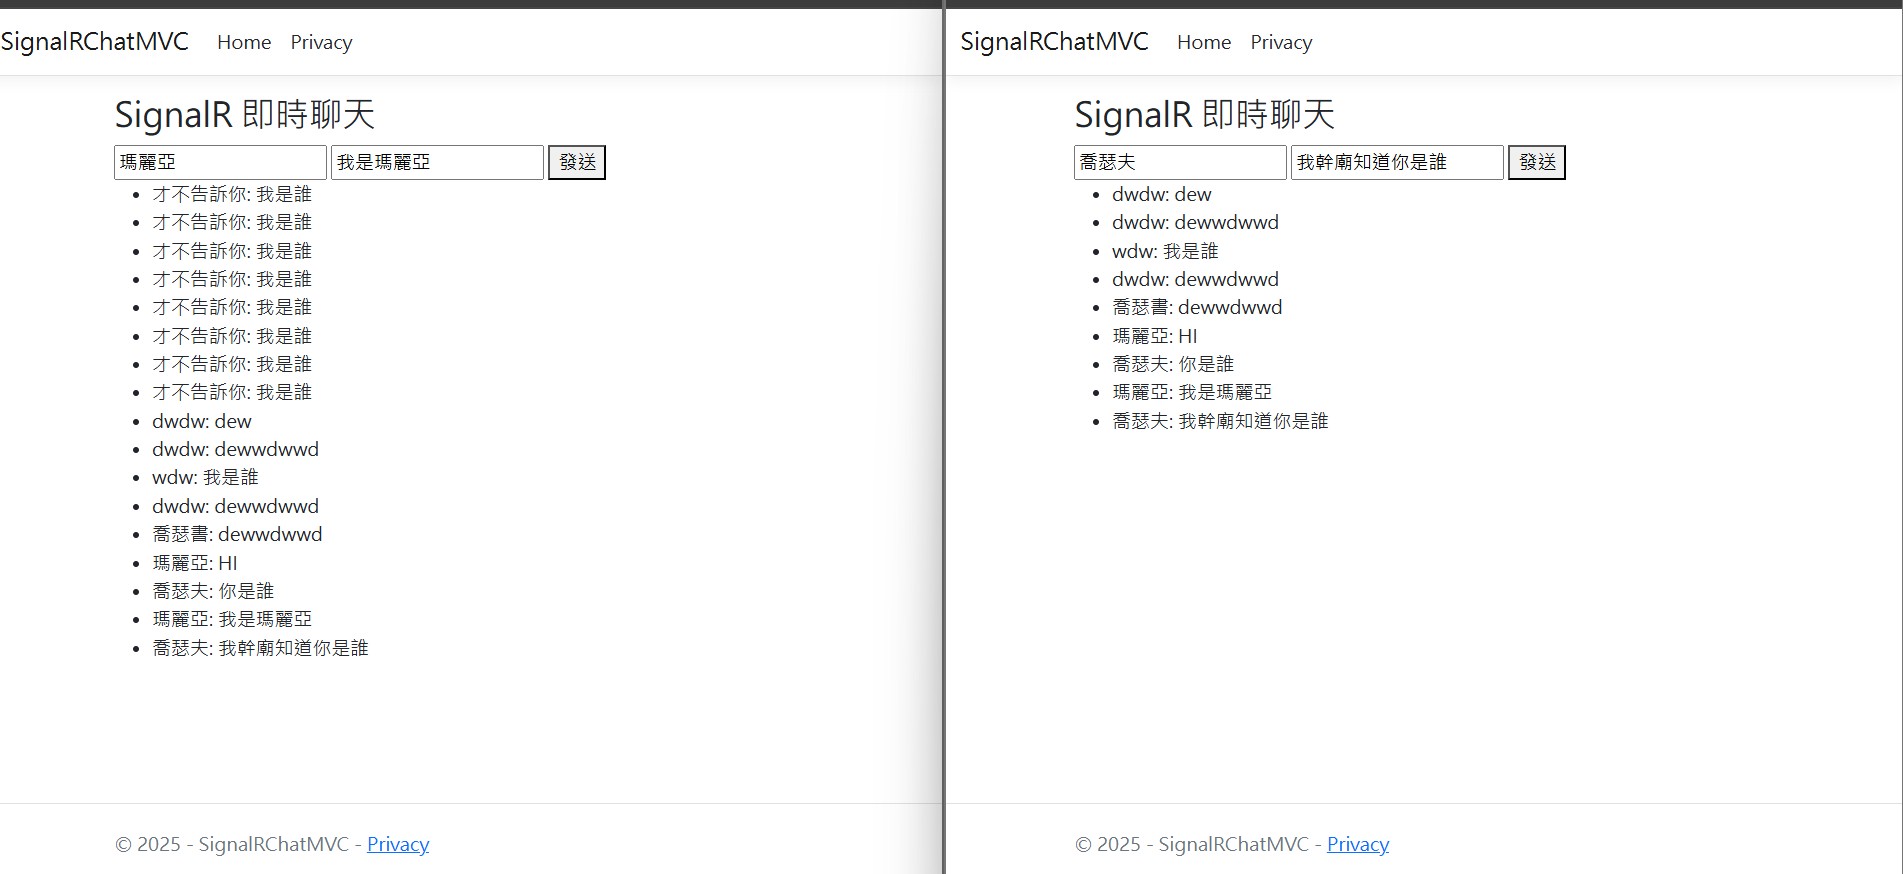 SignalRChatMVC Home Privacy
SignalR 即時聊天
瑪麗亞 我是瑪麗亞 發送
才不告訴你: 我是誰
才不告訴你: 我是誰
才不告訴你: 我是誰
才不告訴你: 我是誰
才不告訴你: 我是誰
才不告訴你: 我是誰
才不告訴你: 我是誰
才不告訴你: 我是誰
dwdw: dew
dwdw: dewwdwwd
wdw: 我是誰
dwdw: dewwdwwd
喬瑟書: dewwdwwd
瑪麗亞: HI
喬瑟夫: 你是誰
瑪麗亞: 我是瑪麗亞
喬瑟夫: 我幹廟知道你是誰
© 2025 - SignalRChatMVC - Privacy
SignalRChatMVC Home Privacy
SignalR 即時聊天
喬瑟夫 我幹廟知道你是誰 發送
dwdw: dew
dwdw: dewwdwwd
wdw: 我是誰
dwdw: dewwdwwd
喬瑟書: dewwdwwd
瑪麗亞: HI
喬瑟夫: 你是誰
瑪麗亞: 我是瑪麗亞
喬瑟夫: 我幹廟知道你是誰
© 2025 - SignalRChatMVC - Privacy